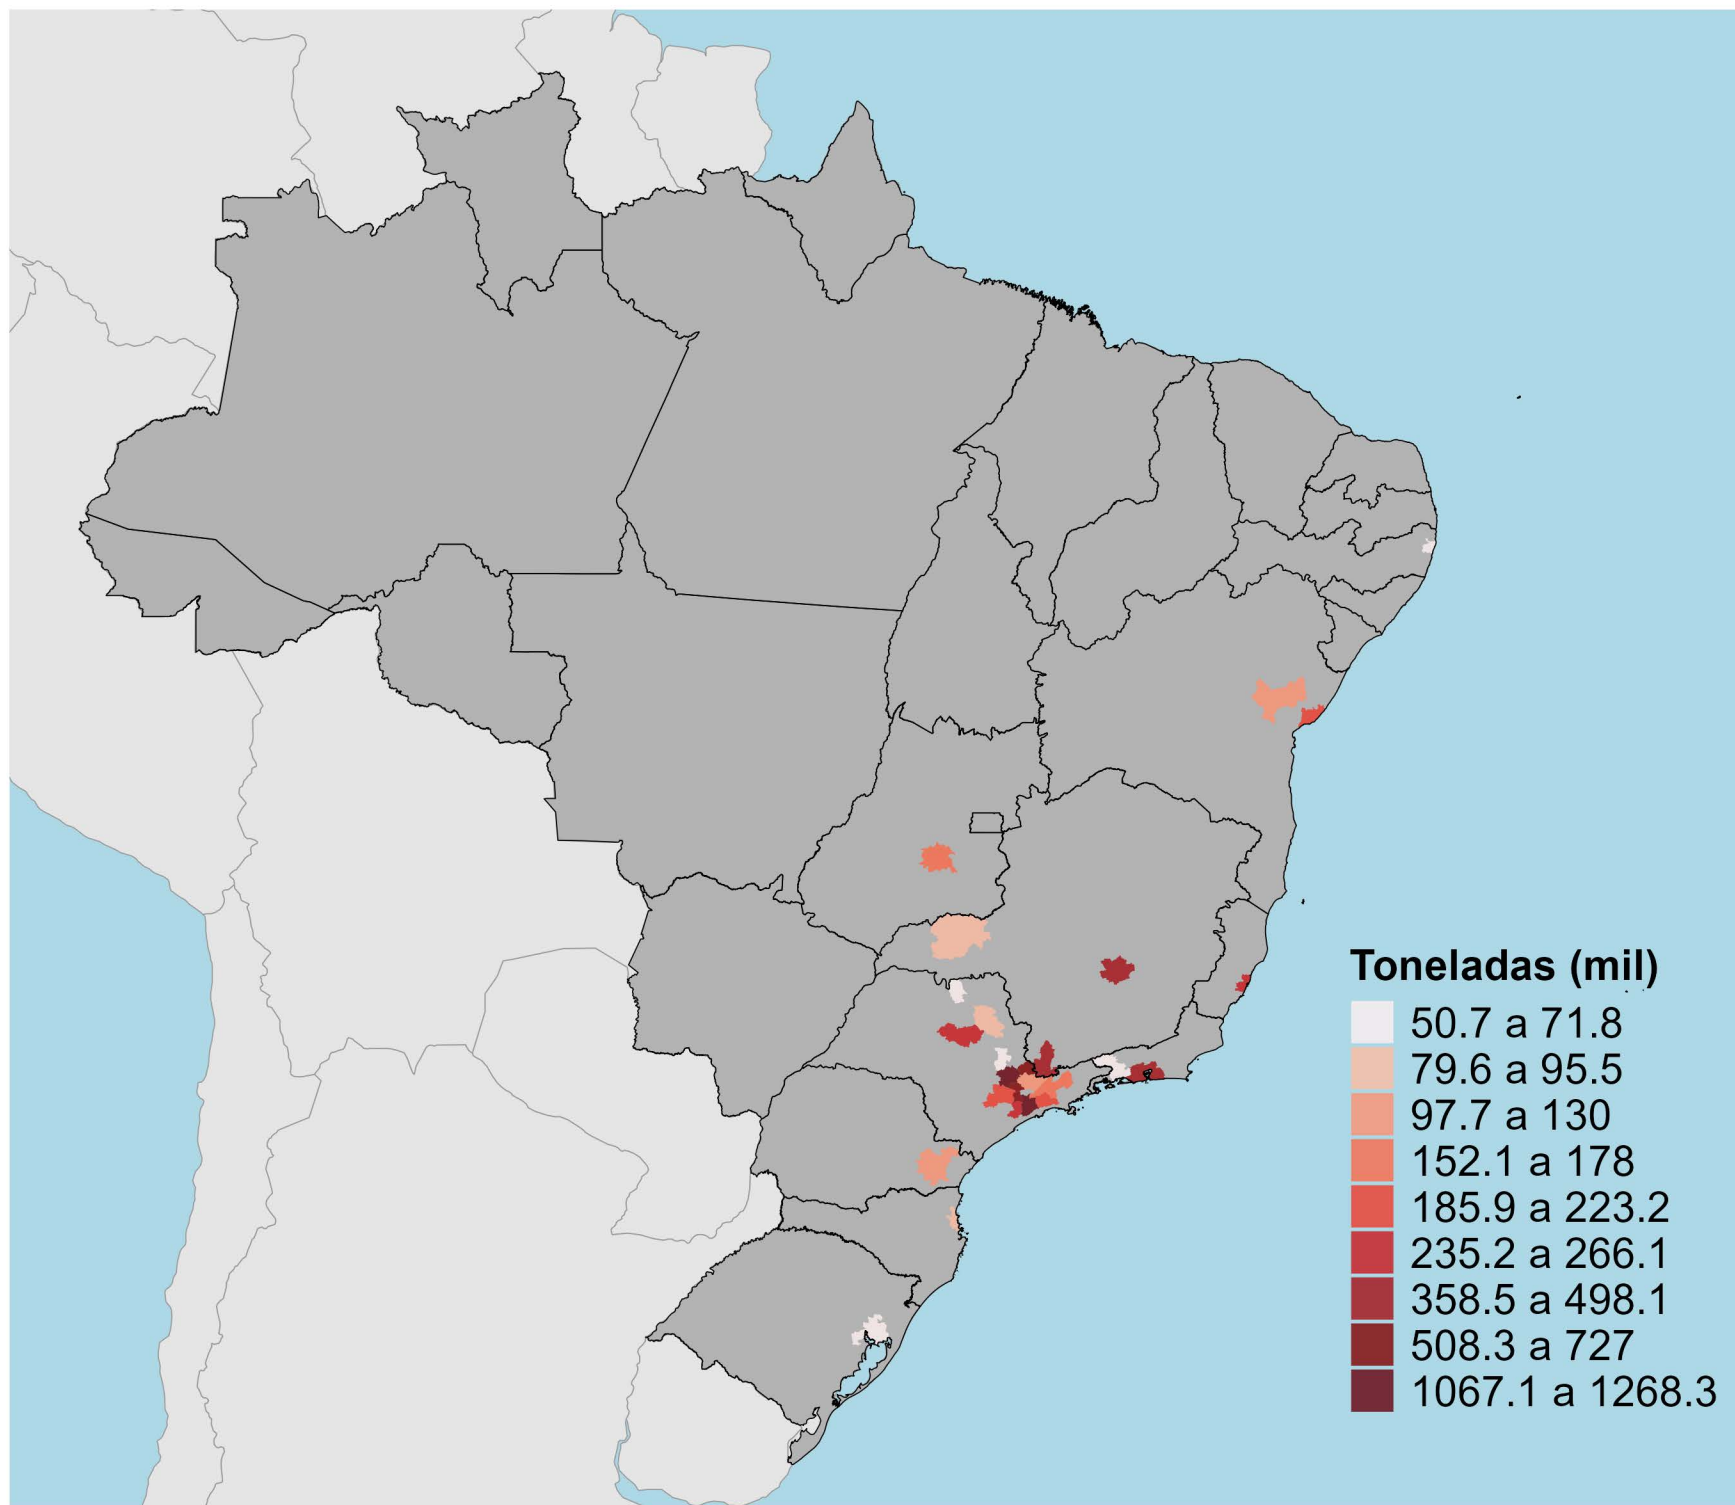 Toneladas (mil)
50.7 a 71.8
79.6 a 95.5
97.7 a 130
152.1 a 178
185.9 a 223.2
235.2 a 266.1
358.5 a 498.1
508.3 a 727
1067.1 a 1268.3